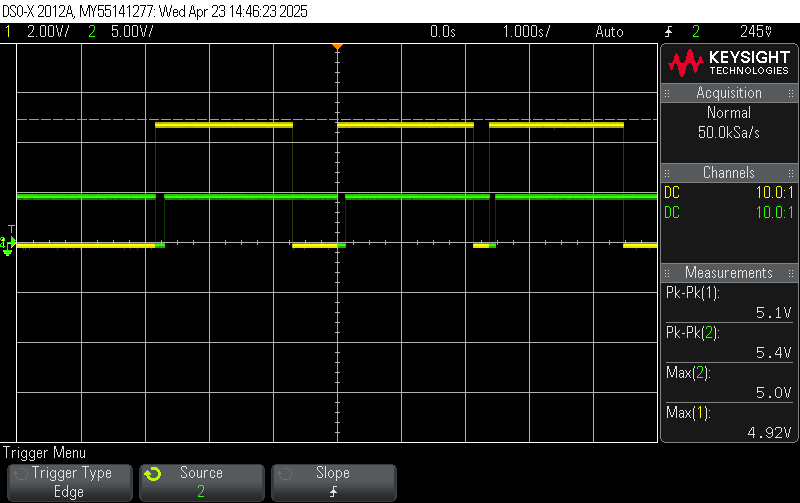 DSO-X 2012A, MY55141277: Wed Apr 23 14:46:23 2025
1 2.00V/ 2 5.00V/ 0.0s 1.000s/ Auto 2 245mV
KEYSIGHT
TECHNOLOGIES
Acquisition
Normal
50.0kSa/s
Channels
DC 10.0:1
DC 10.0:1
Measurements
Pk-Pk(1):
5.1V
Pk-Pk(2):
5.4V
Max(2):
5.0V
Max(1):
4.92V
Trigger Menu
Trigger Type
Edge
Source
2
Slope